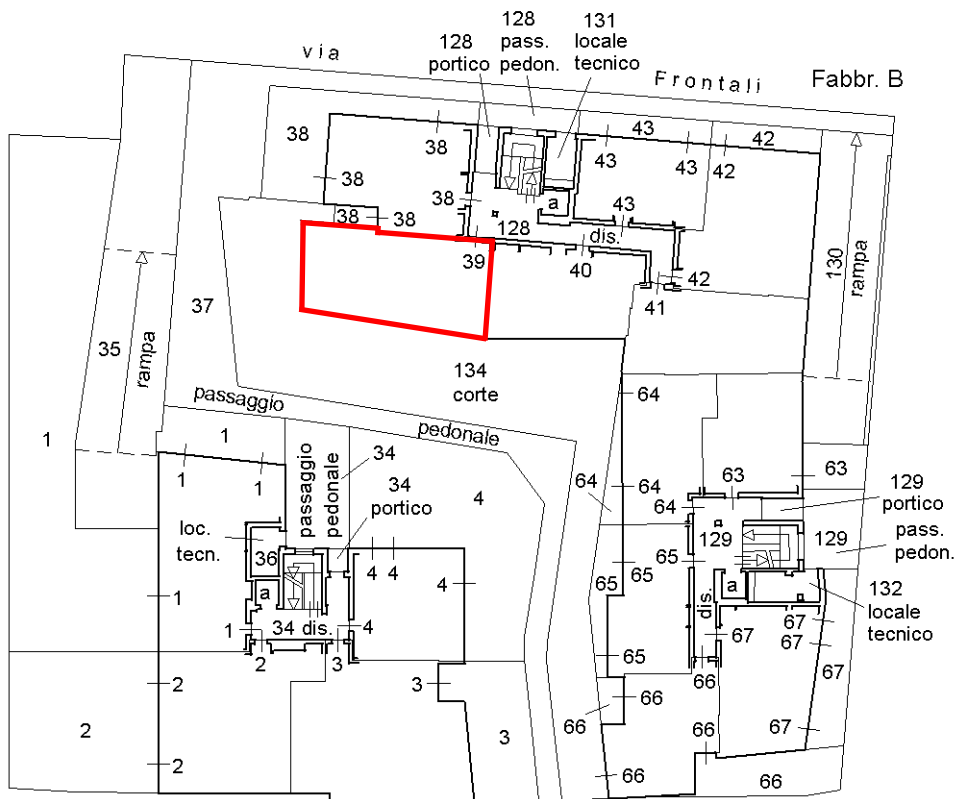 128
128
pass.
pedon.
131
locale
tecnico
portico
via
Frontali
Fabbr. B
38
38
43
43
42
43
42
38
38
a
43
38
38
128
dis.
39
40
42
41
130
rampa
37
35
rampa
134
corte
64
passaggio
pedonale
1
1
1
1
passaggio
pedonale
34
34
portico
4
64
64
64
63
63
129
portico
129
129
pass.
pedon.
loc.
tecn.
36
a
4
4
4
65
65
65
a
dis.
132
locale
tecnico
1
1
34
dis.
4
2
3
67
67
67
67
67
65
66
66
66
66
66
66
2
2
2
3
3